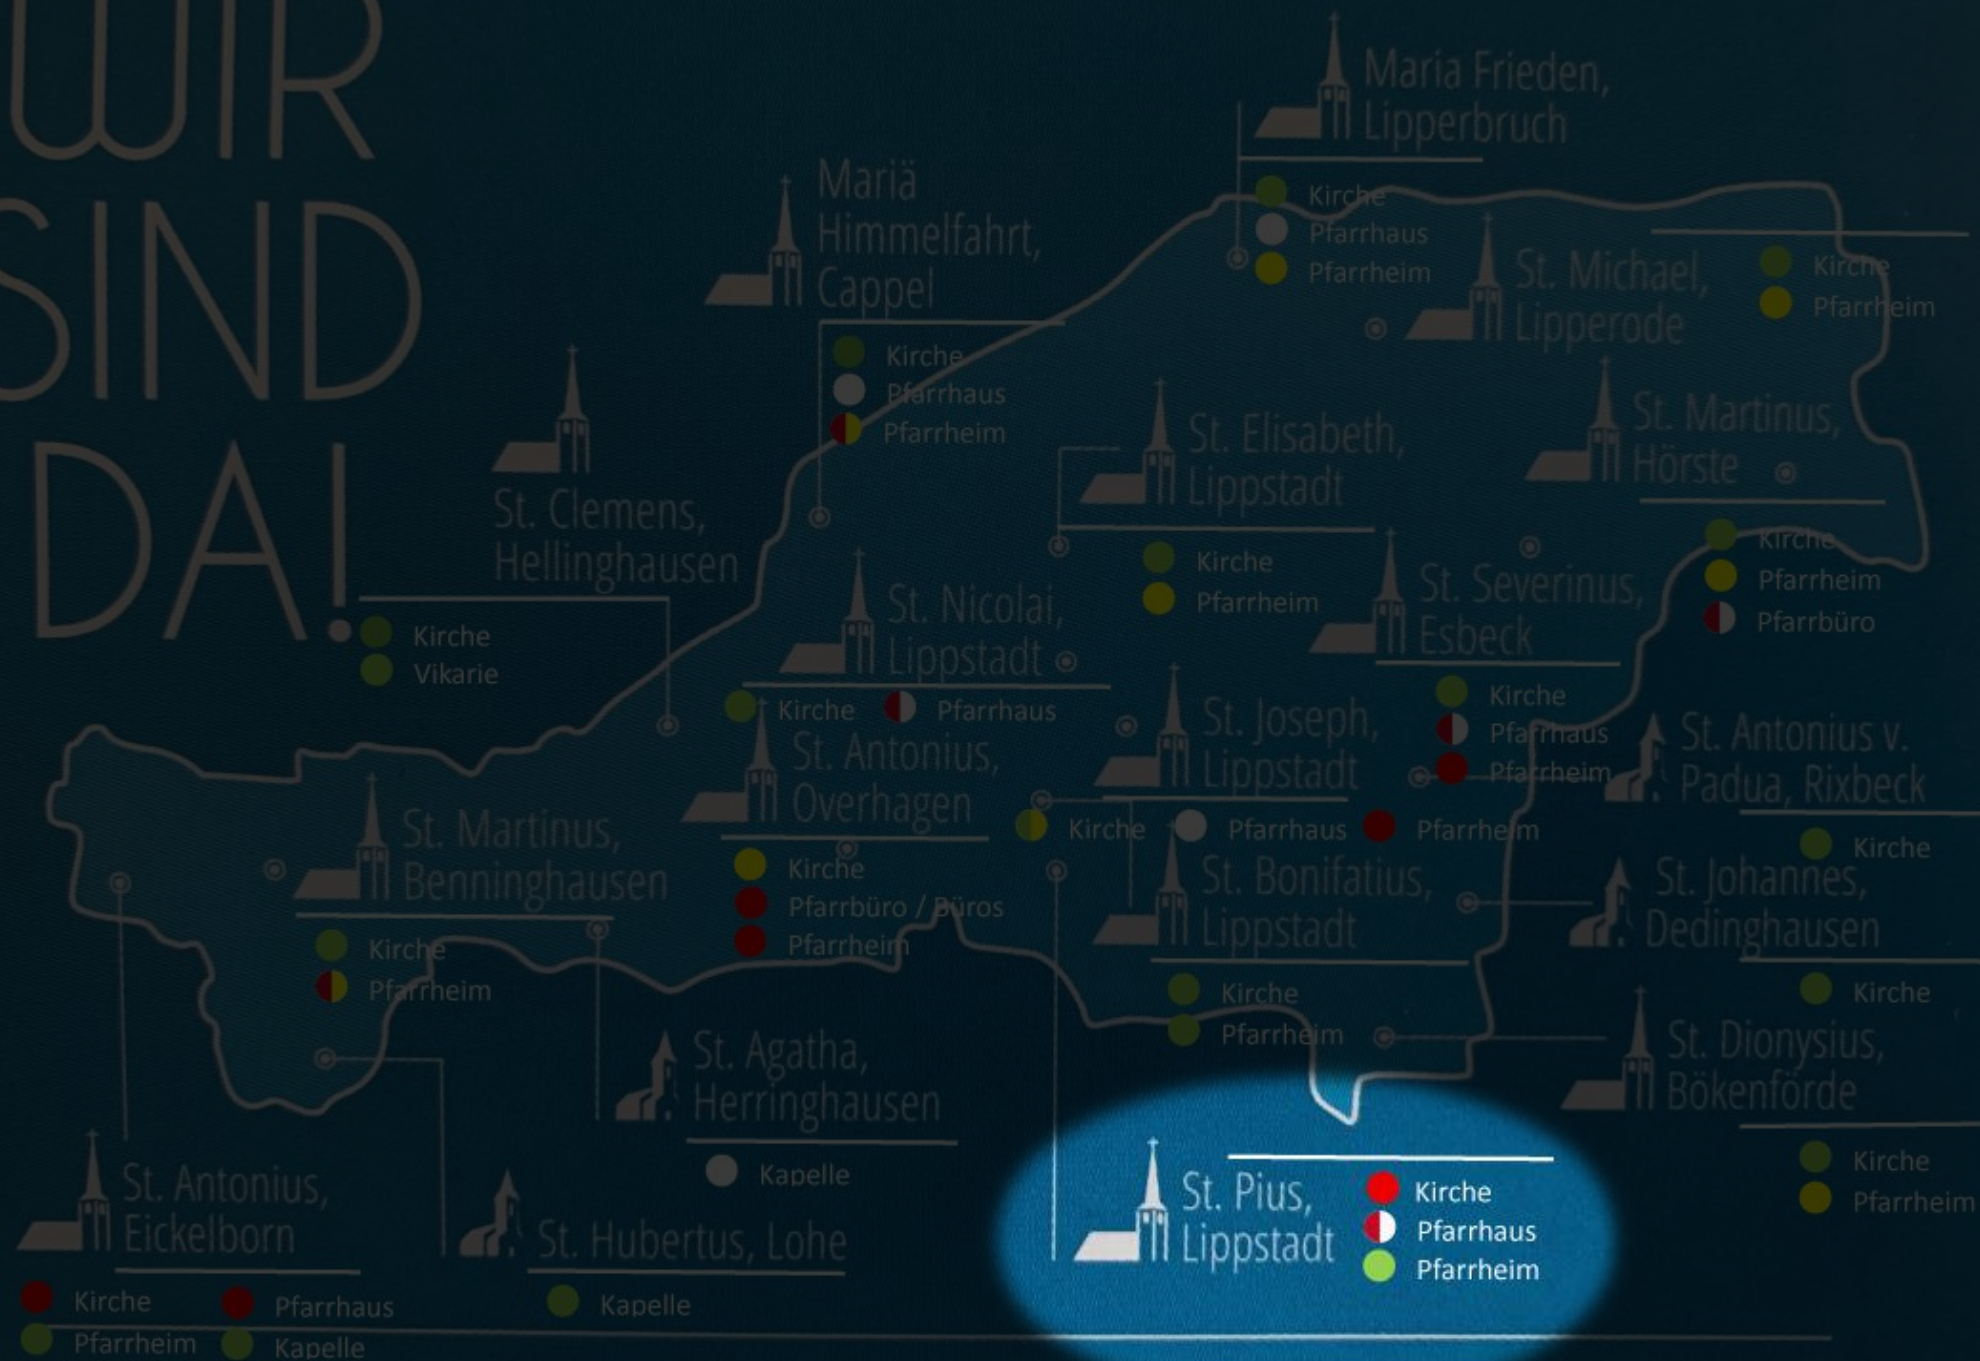 WIR
SIND
DA!
Maria Frieden,
Lipperbruch
Kirche
Pfarrhaus
Pfarrheim
Mariä
Himmelfahrt,
Cappel
Kirche
Pfarrhaus
Pfarrheim
St. Michael,
Lipperode
Kirche
Pfarrheim
St. Clemens,
Hellinghausen
Kirche
Vikarie
St. Elisabeth,
Lippstadt
Kirche
Pfarrheim
St. Martinus,
Hörste
Kirche
Pfarrheim
Pfarrbüro
St. Nicolai,
Lippstadt
Kirche Pfarrhaus
St. Severinus,
Esbeck
Kirche
Pfarrhaus
Pfarrheim
St. Antonius,
Overhagen
Kirche
Pfarrbüro / Büros
Pfarrheim
St. Joseph,
Lippstadt
Kirche Pfarrhaus Pfarrheim
St. Antonius v.
Padua, Rixbeck
Kirche
St. Martinus,
Benninghausen
Kirche
Pfarrheim
St. Bonifatius,
Lippstadt
Kirche
Pfarrheim
St. Johannes,
Dedinghausen
Kirche
St. Agatha,
Herringhausen
Kapelle
St. Dionysius,
Bökenförde
Kirche
Pfarrheim
St. Antonius,
Eickelborn
Kirche Pfarrhaus
Pfarrheim Kapelle
St. Hubertus, Lohe
Kapelle
St. Pius,
Lippstadt
Kirche
Pfarrhaus
Pfarrheim